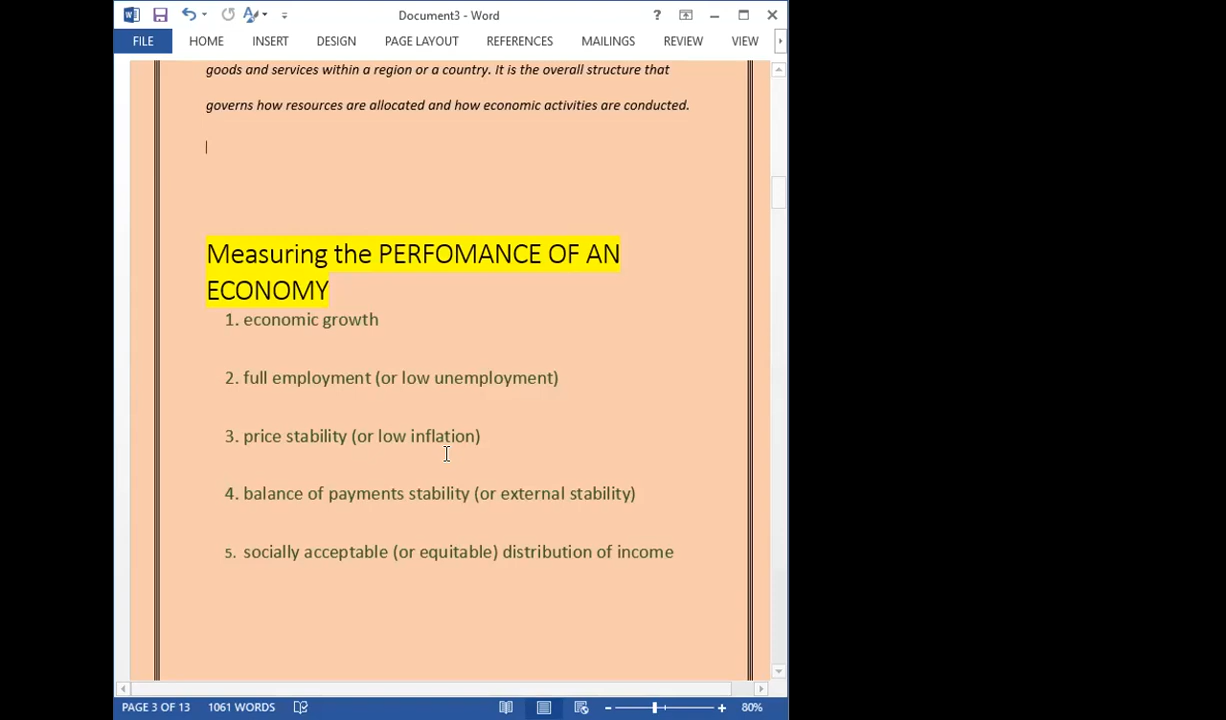 Document3 - Word
?
FILE HOME INSERT DESIGN PAGE LAYOUT REFERENCES MAILINGS REVIEW VIEW
goods and services within a region or a country. It is the overall structure that
governs how resources are allocated and how economic activities are conducted.
Measuring the PERFOMANCE OF AN
ECONOMY
1. economic growth
2. full employment (or low unemployment)
3. price stability (or low inflation)
4. balance of payments stability (or external stability)
5. socially acceptable (or equitable) distribution of income
PAGE 3 OF 13 1061 WORDS 80%